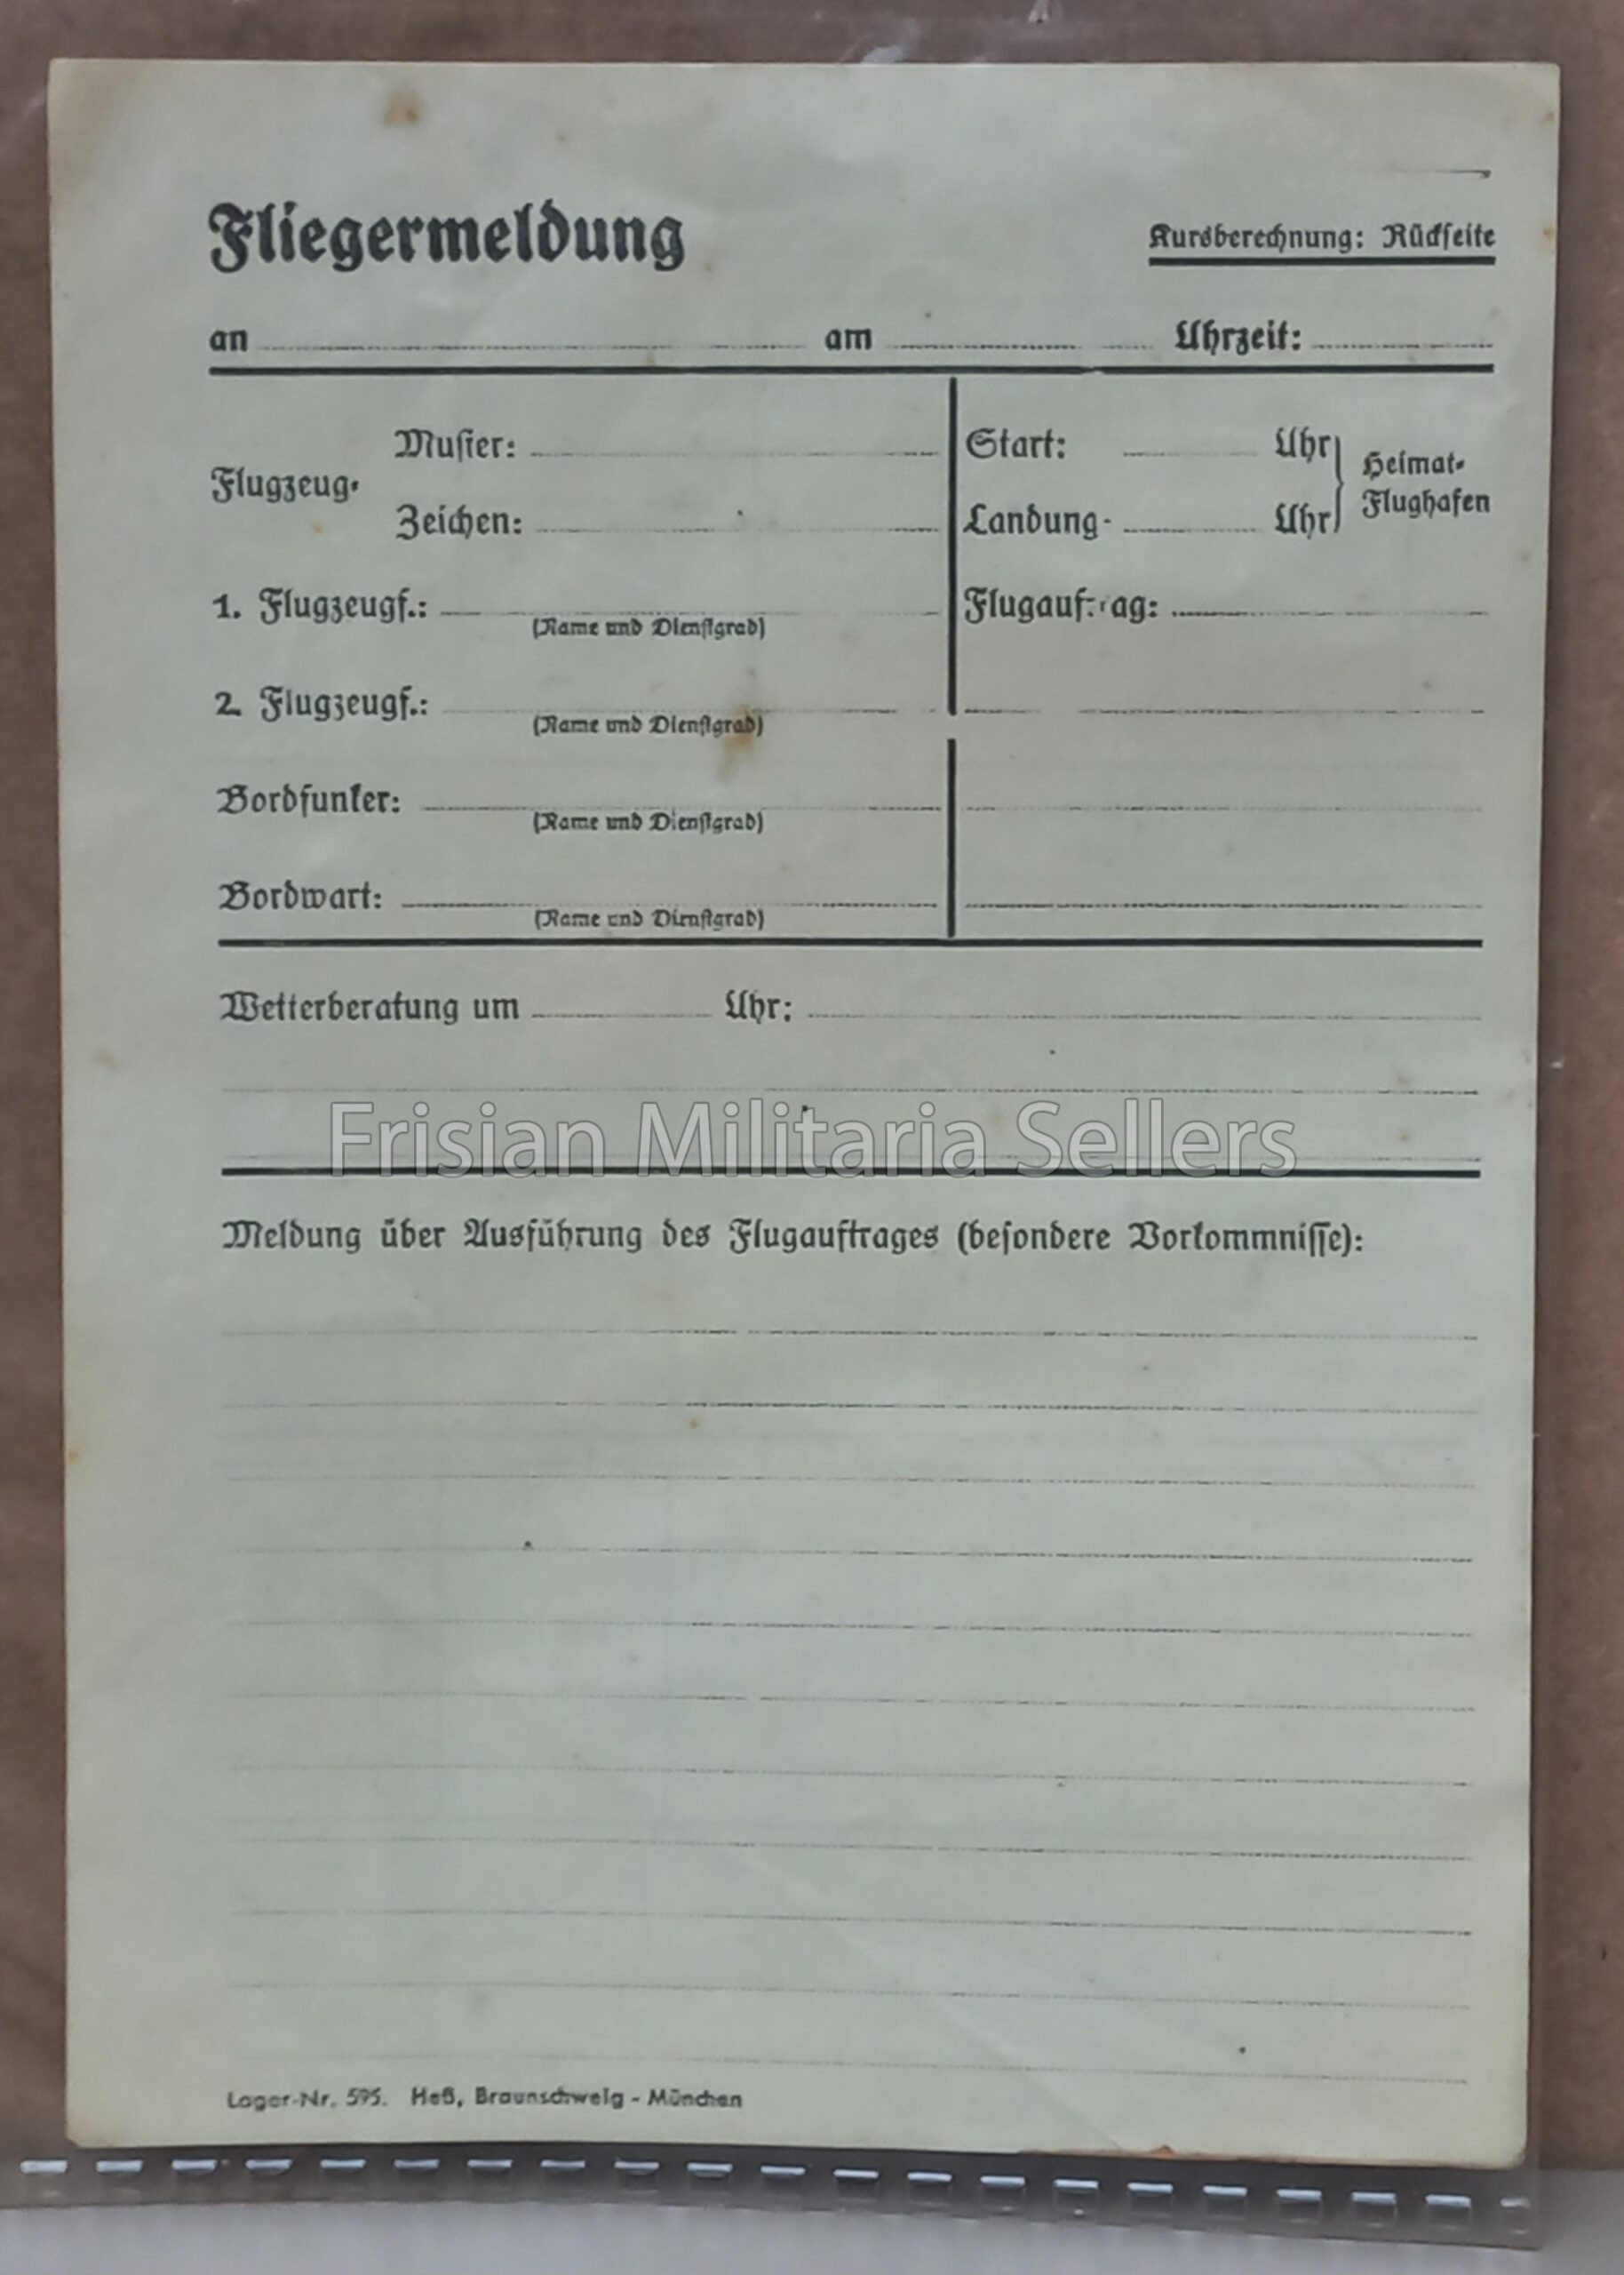 Fliegermeldung
Kursberechnung: Rückseite
an am Uhrzeit:
Muster: Start: Uhr
Flugzeug- Heimat-
Flughafen
Zeichen: Landung- Uhr
1. Flugzeugf.: Flugauftrag:
(Name und Dienstgrad)
2. Flugzeugf.:
(Name und Dienstgrad)
Bordfunker:
(Name und Dienstgrad)
Bordwart:
(Name und Dienstgrad)
Wetterberatung um Uhr:
Frisian Militaria Sellers
Meldung über Ausführung des Flugauftrages (besondere Vorkommnisse):
Lager-Nr. 595. Heß, Braunschweig - München